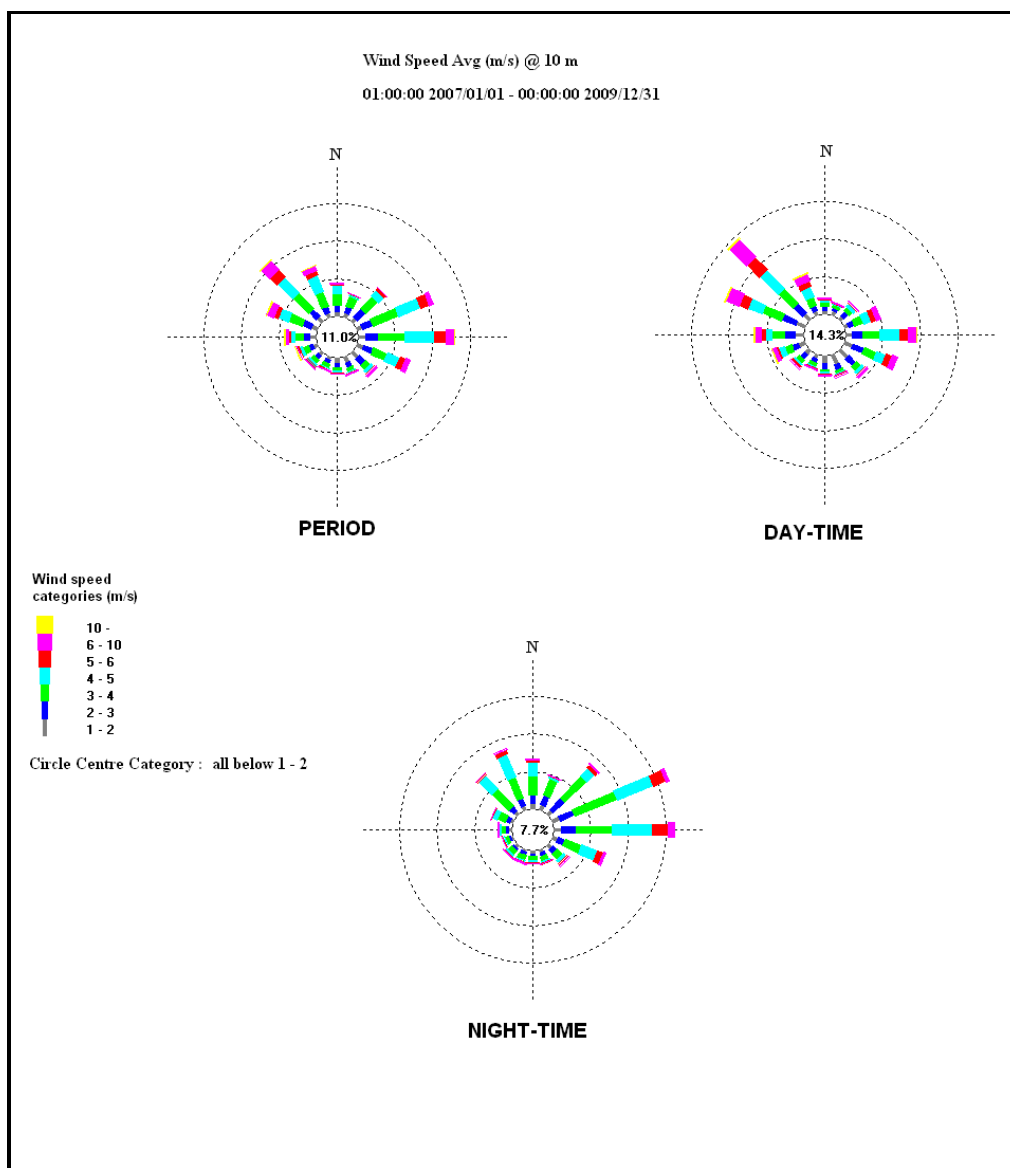 Wind Speed Avg (m/s) @ 10 m
01:00:00 2007/01/01 - 00:00:00 2009/12/31
N
N
11.0%
14.3%
PERIOD
DAY-TIME
Wind speed
categories (m/s)
10 -
6 - 10
5 - 6
4 - 5
3 - 4
2 - 3
1 - 2
Circle Centre Category : all below 1 - 2
N
7.7%
NIGHT-TIME